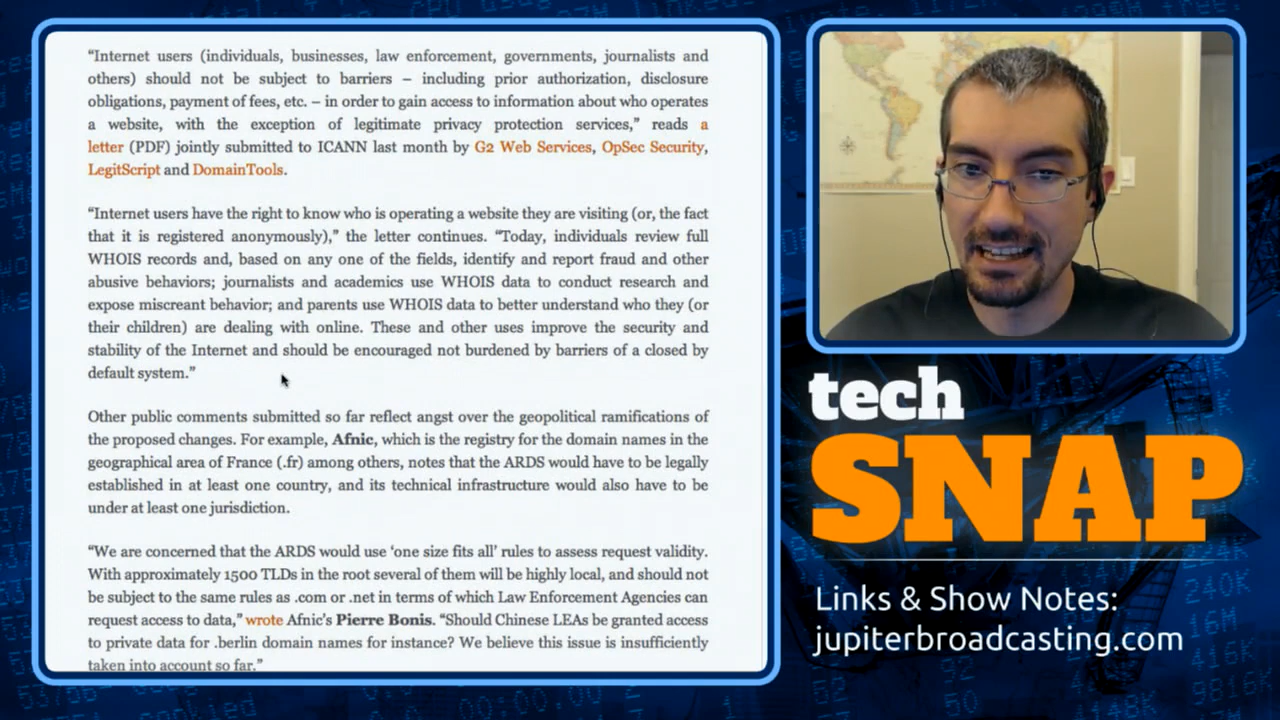 “Internet users (individuals, businesses, law enforcement, governments, journalists and
others) should not be subject to barriers – including prior authorization, disclosure
obligations, payment of fees, etc. – in order to gain access to information about who operates
a website, with the exception of legitimate privacy protection services,” reads a
letter (PDF) jointly submitted to ICANN last month by G2 Web Services, OpSec Security,
LegitScript and DomainTools.
“Internet users have the right to know who is operating a website they are visiting (or, the fact
that it is registered anonymously),” the letter continues. “Today, individuals review full
WHOIS records and, based on any one of the fields, identify and report fraud and other
abusive behaviors; journalists and academics use WHOIS data to conduct research and
expose miscreant behavior; and parents use WHOIS data to better understand who they (or
their children) are dealing with online. These and other uses improve the security and
stability of the Internet and should be encouraged not burdened by barriers of a closed by
default system.”
Other public comments submitted so far reflect angst over the geopolitical ramifications of
the proposed changes. For example, Afnic, which is the registry for the domain names in the
geographical area of France (.fr) among others, notes that the ARDS would have to be legally
established in at least one country, and its technical infrastructure would also have to be
under at least one jurisdiction.
“We are concerned that the ARDS would use ‘one size fits all’ rules to assess request validity.
With approximately 1500 TLDs in the root several of them will be highly local, and should not
be subject to the same rules as .com or .net in terms of which Law Enforcement Agencies can
request access to data,” wrote Afnic’s Pierre Bonis. “Should Chinese LEAs be granted access
to private data for .berlin domain names for instance? We believe this issue is insufficiently
taken into account so far.”
tech
SNAP
Links & Show Notes:
jupiterbroadcasting.com